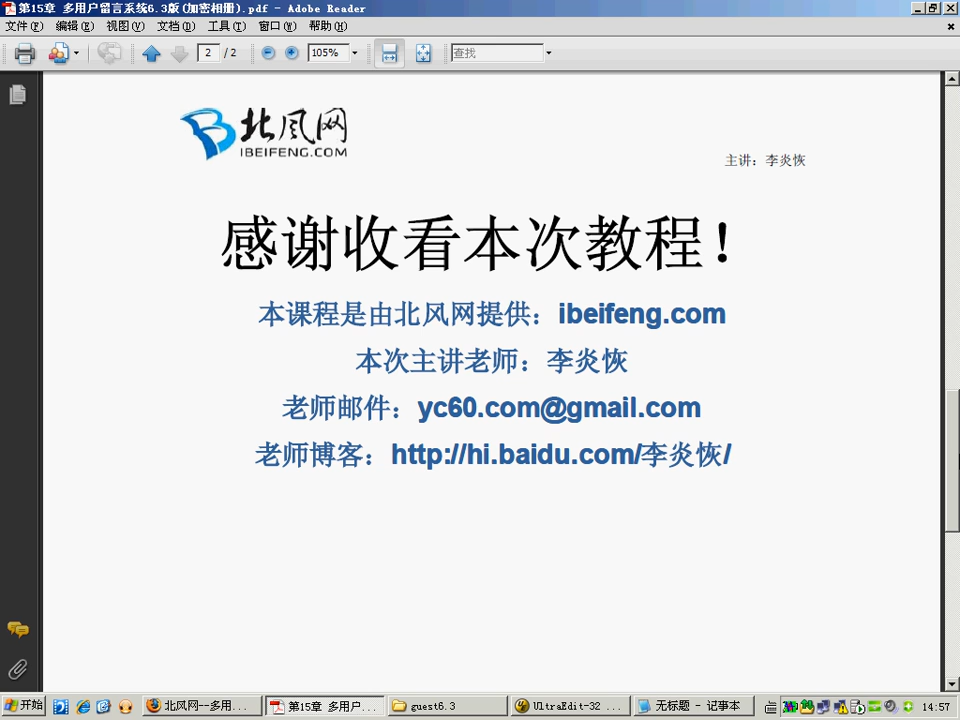 第15章 多用户留言系统6.3版(加密相册).pdf - Adobe Reader
文件(F) 编辑(E) 视图(V) 文档(D) 工具(T) 窗口(W) 帮助(H)
2 / 2 105% 查找
北风网
IBEIFENG.COM
主讲：李炎恢
感谢收看本次教程！
本课程是由北风网提供：ibeifeng.com
本次主讲老师：李炎恢
老师邮件：yc60.com@gmail.com
老师博客：http://hi.baidu.com/李炎恢/
开始 北风网--多用... 第15章 多用户... guest6.3 UltraEdit-32 ... 无标题 - 记事本 14:57